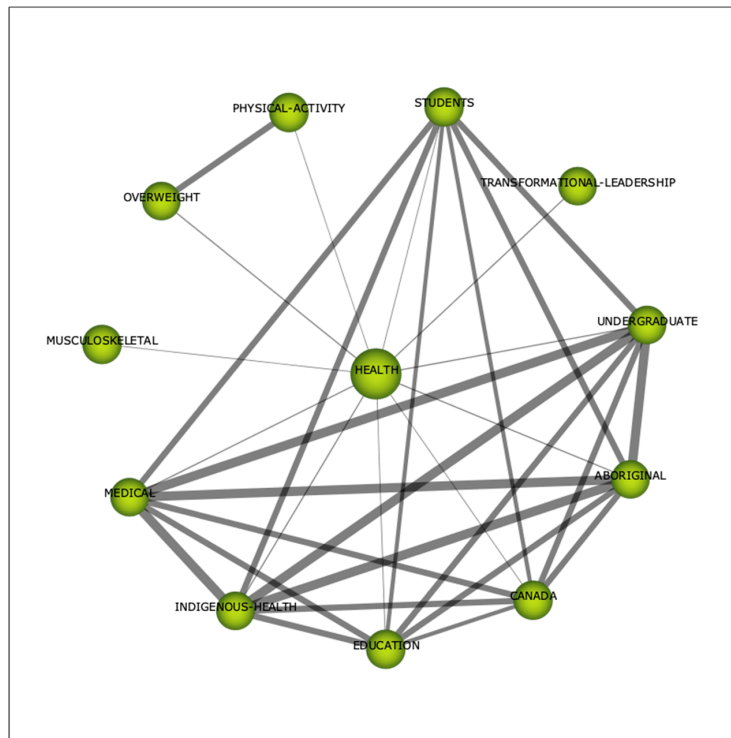 STUDENTS
PHYSICAL-ACTIVITY
TRANSFORMATIONAL-LEADERSHIP
OVERWEIGHT
UNDERGRADUATE
MUSCULOSKELETAL
HEALTH
ABORIGINAL
MEDICAL
CANADA
INDIGENOUS-HEALTH
EDUCATION